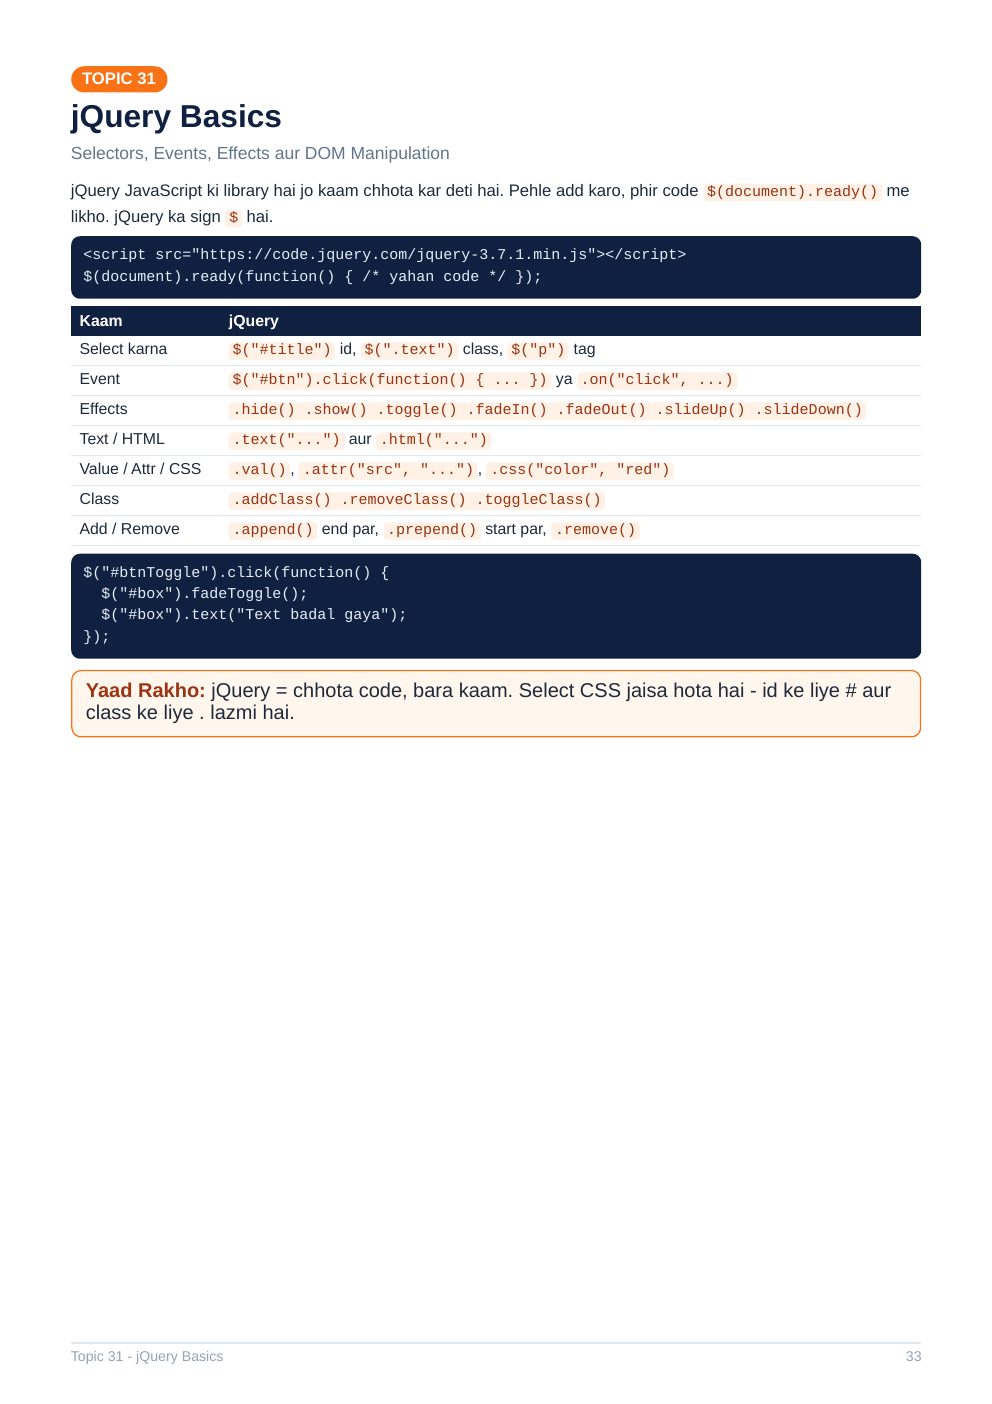 TOPIC 31
jQuery Basics
Selectors, Events, Effects aur DOM Manipulation
jQuery JavaScript ki library hai jo kaam chhota kar deti hai. Pehle add karo, phir code $(document).ready() me
likho. jQuery ka sign $ hai.
<script src="https://code.jquery.com/jquery-3.7.1.min.js"></script>
$(document).ready(function() { /* yahan code */ });
Kaam jQuery
Select karna $("#title") id, $(".text") class, $("p") tag
Event $("#btn").click(function() { ... }) ya .on("click", ...)
Effects .hide() .show() .toggle() .fadeIn() .fadeOut() .slideUp() .slideDown()
Text / HTML .text("...") aur .html("...")
Value / Attr / CSS .val(), .attr("src", "..."), .css("color", "red")
Class .addClass() .removeClass() .toggleClass()
Add / Remove .append() end par, .prepend() start par, .remove()
$("#btnToggle").click(function() {
  $("#box").fadeToggle();
  $("#box").text("Text badal gaya");
});
Yaad Rakho: jQuery = chhota code, bara kaam. Select CSS jaisa hota hai - id ke liye # aur
class ke liye . lazmi hai.
Topic 31 - jQuery Basics 33